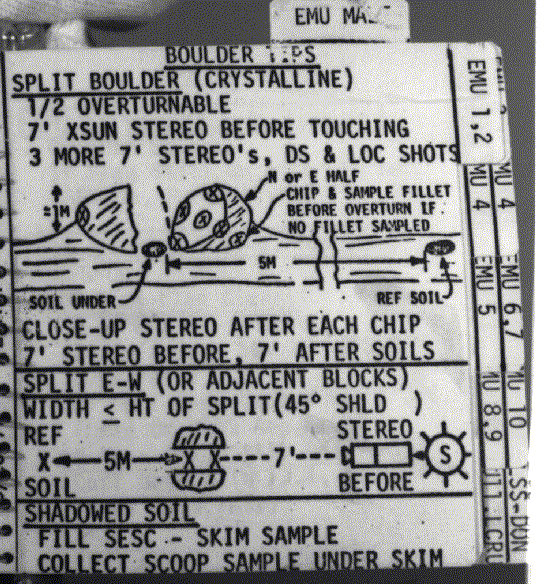 EMU MAL
BOULDER TIPS
SPLIT BOULDER (CRYSTALLINE)
1/2 OVERTURNABLE
7' XSUN STEREO BEFORE TOUCHING
3 MORE 7' STEREO's, DS & LOC SHOTS
N or E HALF
CHIP & SAMPLE FILLET
BEFORE OVERTURN IF
NO FILLET SAMPLED
5M
SOIL UNDER
REF SOIL
CLOSE-UP STEREO AFTER EACH CHIP
7' STEREO BEFORE, 7' AFTER SOILS
SPLIT E-W (OR ADJACENT BLOCKS)
WIDTH ≤ HT OF SPLIT(45° SHLD )
REF
STEREO
X 5M X X 7' S
SOIL
BEFORE
SHADOWED SOIL
FILL SESC - SKIM SAMPLE
COLLECT SCOOP SAMPLE UNDER SKIM
EMU 1,2
MU 4
EMU 5
MU 8,9
MU 4
EMU 6,7
MU 10